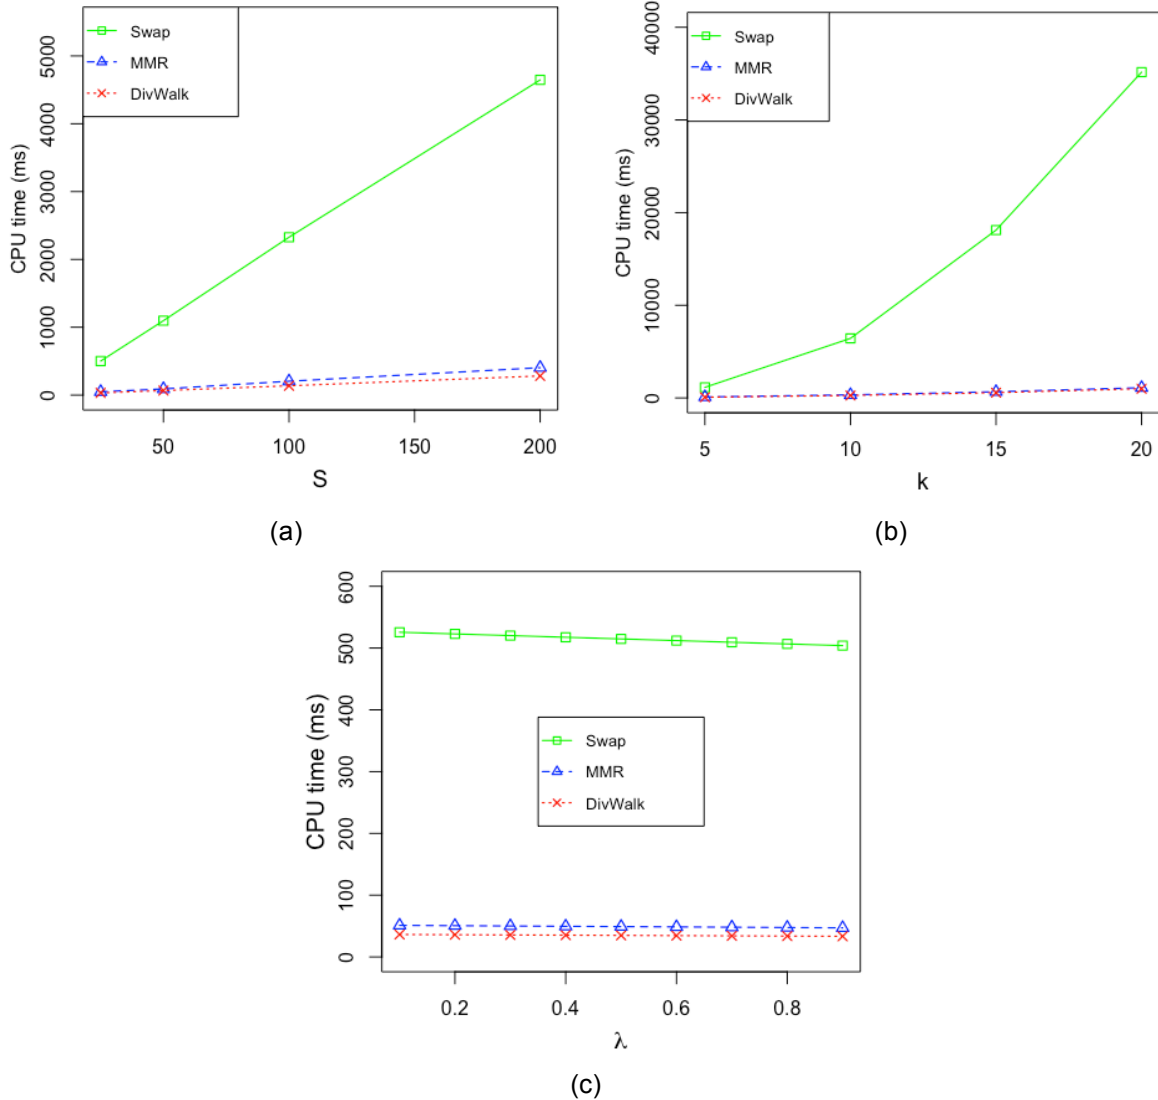 Swap
MMR
DivWalk
CPU time (ms)
0
1000
2000
3000
4000
5000
50
100
150
200
S
(a)
Swap
MMR
DivWalk
CPU time (ms)
0
10000
20000
30000
40000
5
10
15
20
k
(b)
Swap
MMR
DivWalk
CPU time (ms)
0
100
200
300
400
500
600
0.2
0.4
0.6
0.8
λ
(c)